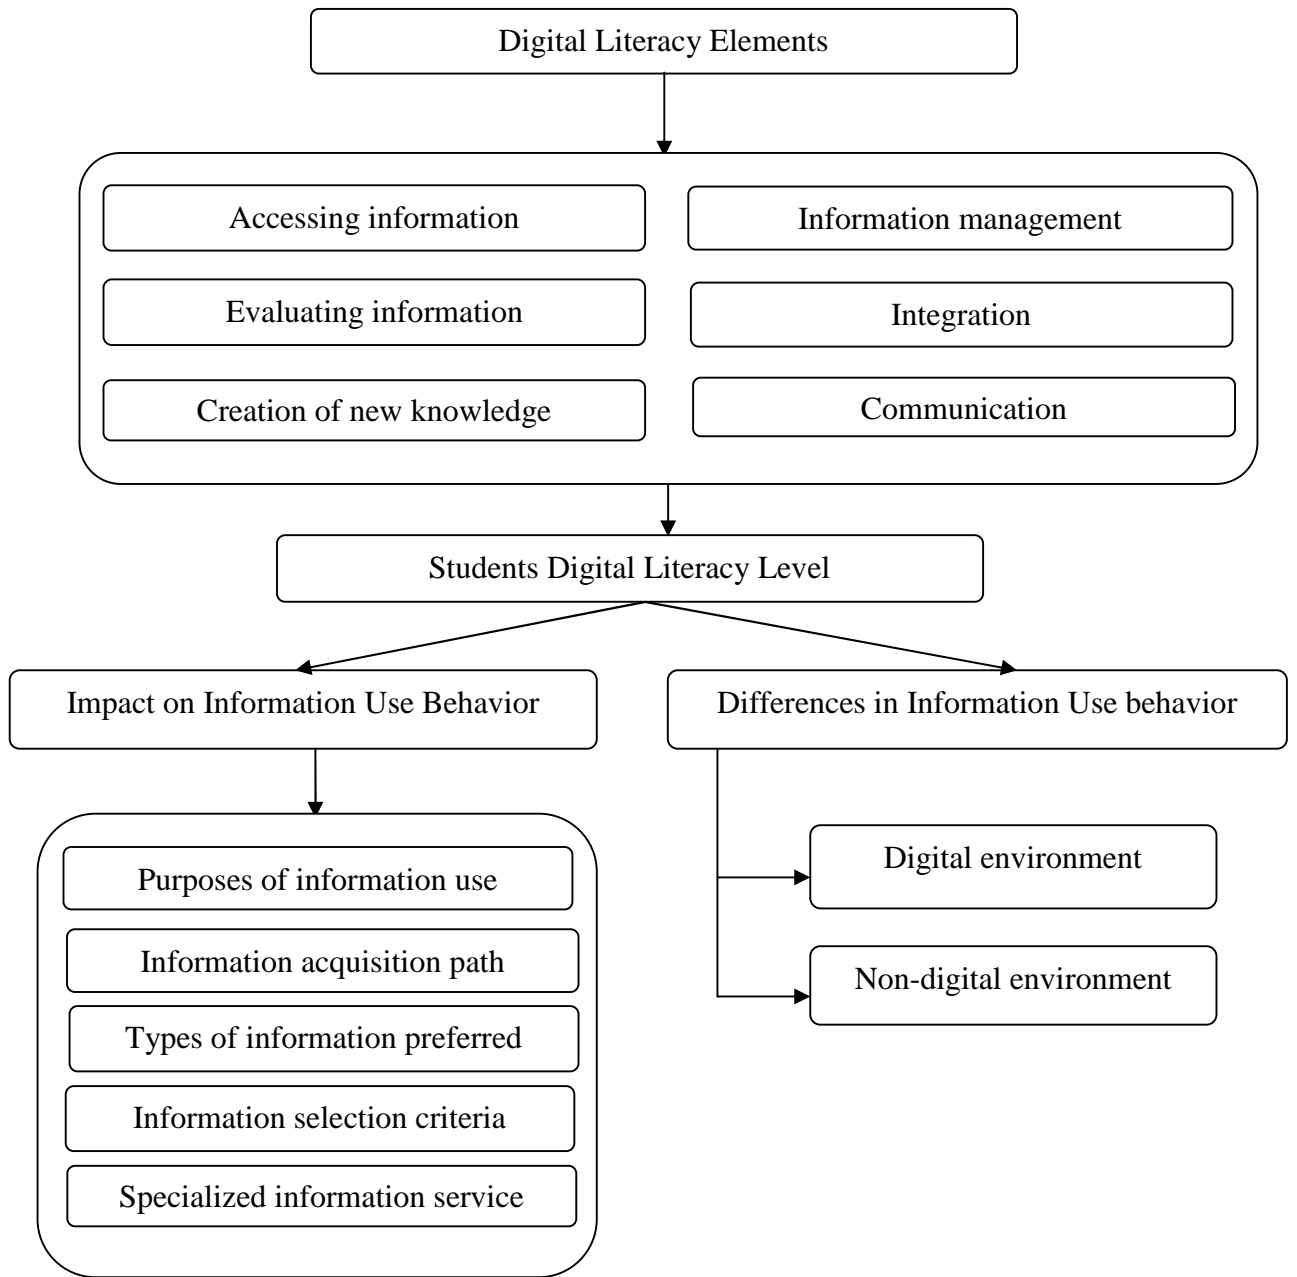 Digital Literacy Elements
Accessing information
Information management
Evaluating information
Integration
Creation of new knowledge
Communication
Students Digital Literacy Level
Impact on Information Use Behavior
Differences in Information Use behavior
Purposes of information use
Information acquisition path
Types of information preferred
Information selection criteria
Specialized information service
Digital environment
Non-digital environment